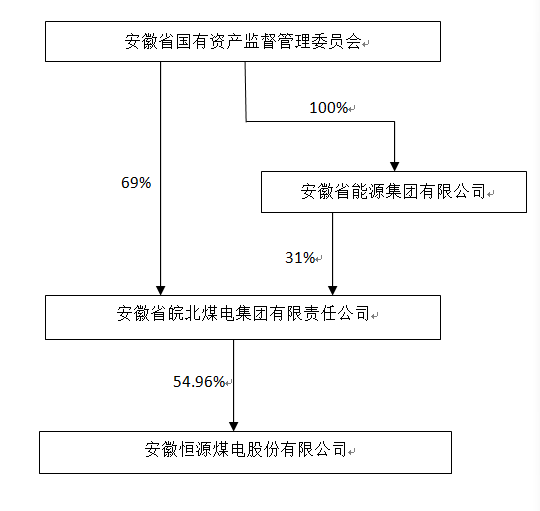 安徽省国有资产监督管理委员会
100%
69%
安徽省能源集团有限公司
31%
安徽省皖北煤电集团有限责任公司
54.96%
安徽恒源煤电股份有限公司